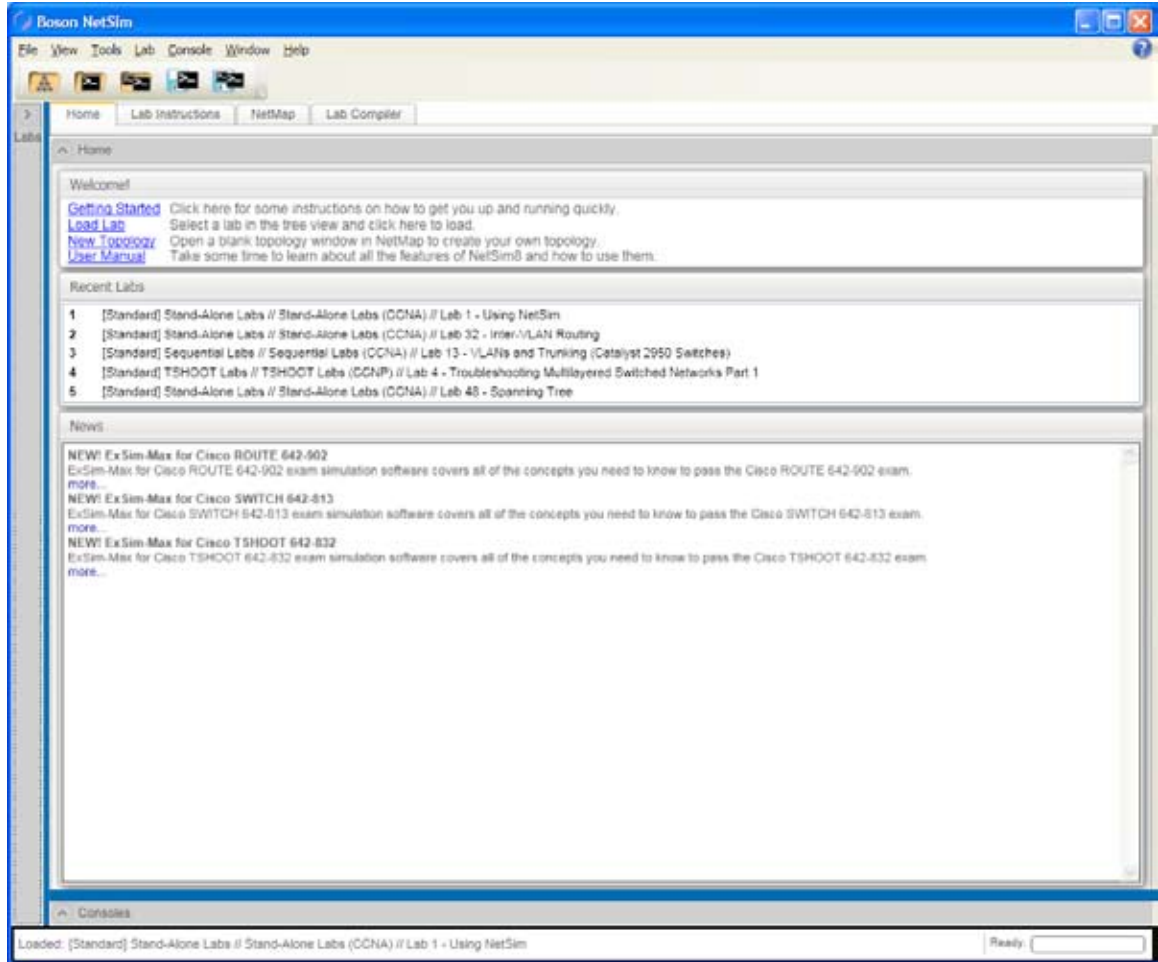 Boson NetSim
File View Tools Lab Console Window Help
Home Lab Instructions NetMap Lab Compiler
Labs
Home
Welcome!
Getting Started Click here for some instructions on how to get you up and running quickly.
Load Lab Select a lab in the tree view and click here to load.
New Topology Open a blank topology window in NetMap to create your own topology.
User Manual Take some time to learn about all the features of NetSim8 and how to use them.
Recent Labs
1 [Standard] Stand-Alone Labs // Stand-Alone Labs (CCNA) // Lab 1 - Using NetSim
2 [Standard] Stand-Alone Labs // Stand-Alone Labs (CCNA) // Lab 32 - Inter-VLAN Routing
3 [Standard] Sequential Labs // Sequential Labs (CCNA) // Lab 13 - VLANs and Trunking (Catalyst 2950 Switches)
4 [Standard] TSHOOT Labs // TSHOOT Labs (CCNP) // Lab 4 - Troubleshooting Multilayered Switched Networks Part 1
5 [Standard] Stand-Alone Labs // Stand-Alone Labs (CCNA) // Lab 48 - Spanning Tree
News
NEW! ExSim-Max for Cisco ROUTE 642-902
ExSim-Max for Cisco ROUTE 642-902 exam simulation software covers all of the concepts you need to know to pass the Cisco ROUTE 642-902 exam.
more...
NEW! ExSim-Max for Cisco SWITCH 642-813
ExSim-Max for Cisco SWITCH 642-813 exam simulation software covers all of the concepts you need to know to pass the Cisco SWITCH 642-813 exam.
more...
NEW! ExSim-Max for Cisco TSHOOT 642-832
ExSim-Max for Cisco TSHOOT 642-832 exam simulation software covers all of the concepts you need to know to pass the Cisco TSHOOT 642-832 exam.
more...
Consoles
Loaded: [Standard] Stand-Alone Labs // Stand-Alone Labs (CCNA) // Lab 1 - Using NetSim Ready: